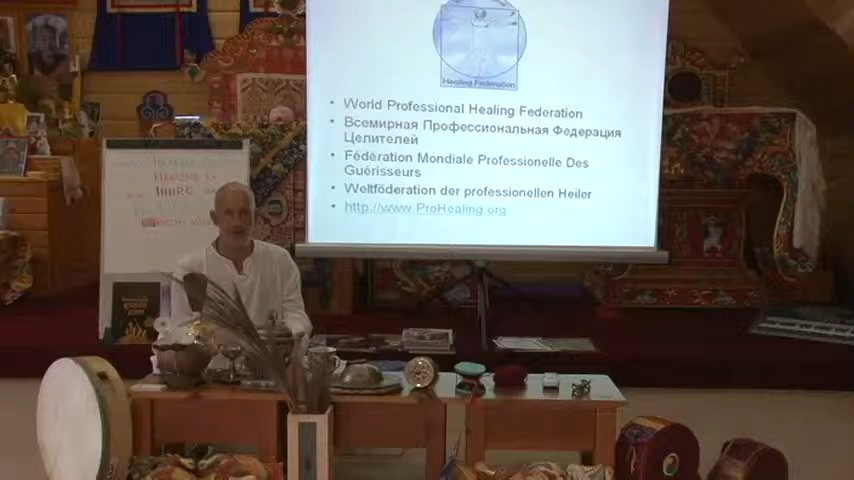 Healing Federation
• World Professional Healing Federation
• Всемирная Профессиональная Федерация
Целителей
• Fédération Mondiale Professionelle Des
Guérisseurs
• Weltföderation der professionellen Heiler
• http://www.ProHealing.org